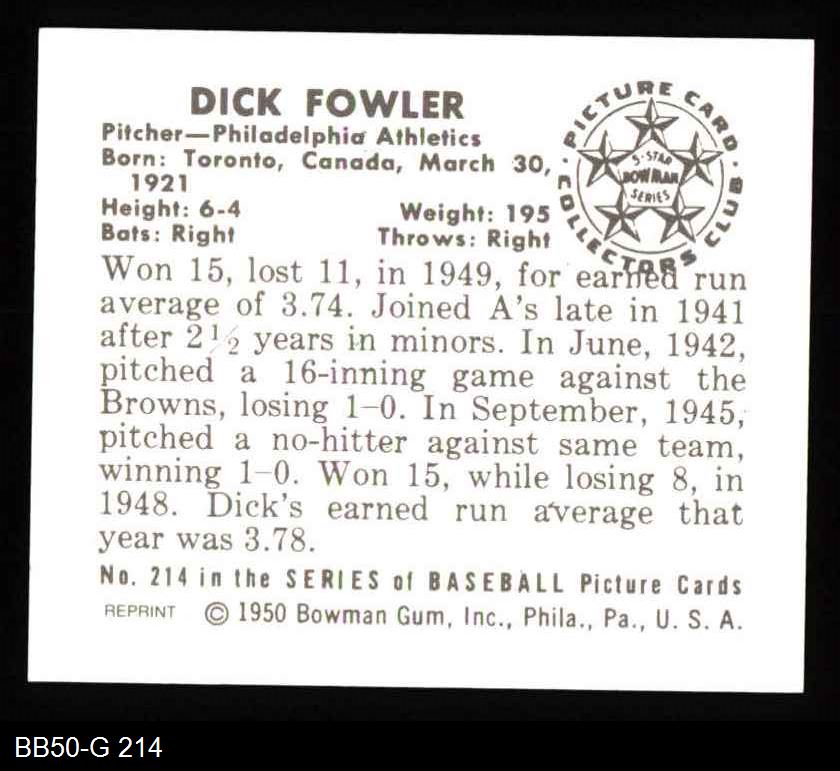 DICK FOWLER
Pitcher—Philadelphia Athletics
Born: Toronto, Canada, March 30,
1921
Height: 6-4 Weight: 195
Bats: Right Throws: Right
PICTURE CARD COLLECTORS CLUB
5-STAR
BOWMAN
SERIES
Won 15, lost 11, in 1949, for earned run
average of 3.74. Joined A's late in 1941
after 2½ years in minors. In June, 1942,
pitched a 16-inning game against the
Browns, losing 1–0. In September, 1945,
pitched a no-hitter against same team,
winning 1–0. Won 15, while losing 8, in
1948. Dick's earned run average that
year was 3.78.
No. 214 in the SERIES of BASEBALL Picture Cards
REPRINT © 1950 Bowman Gum, Inc., Phila., Pa., U. S. A.
BB50-G 214